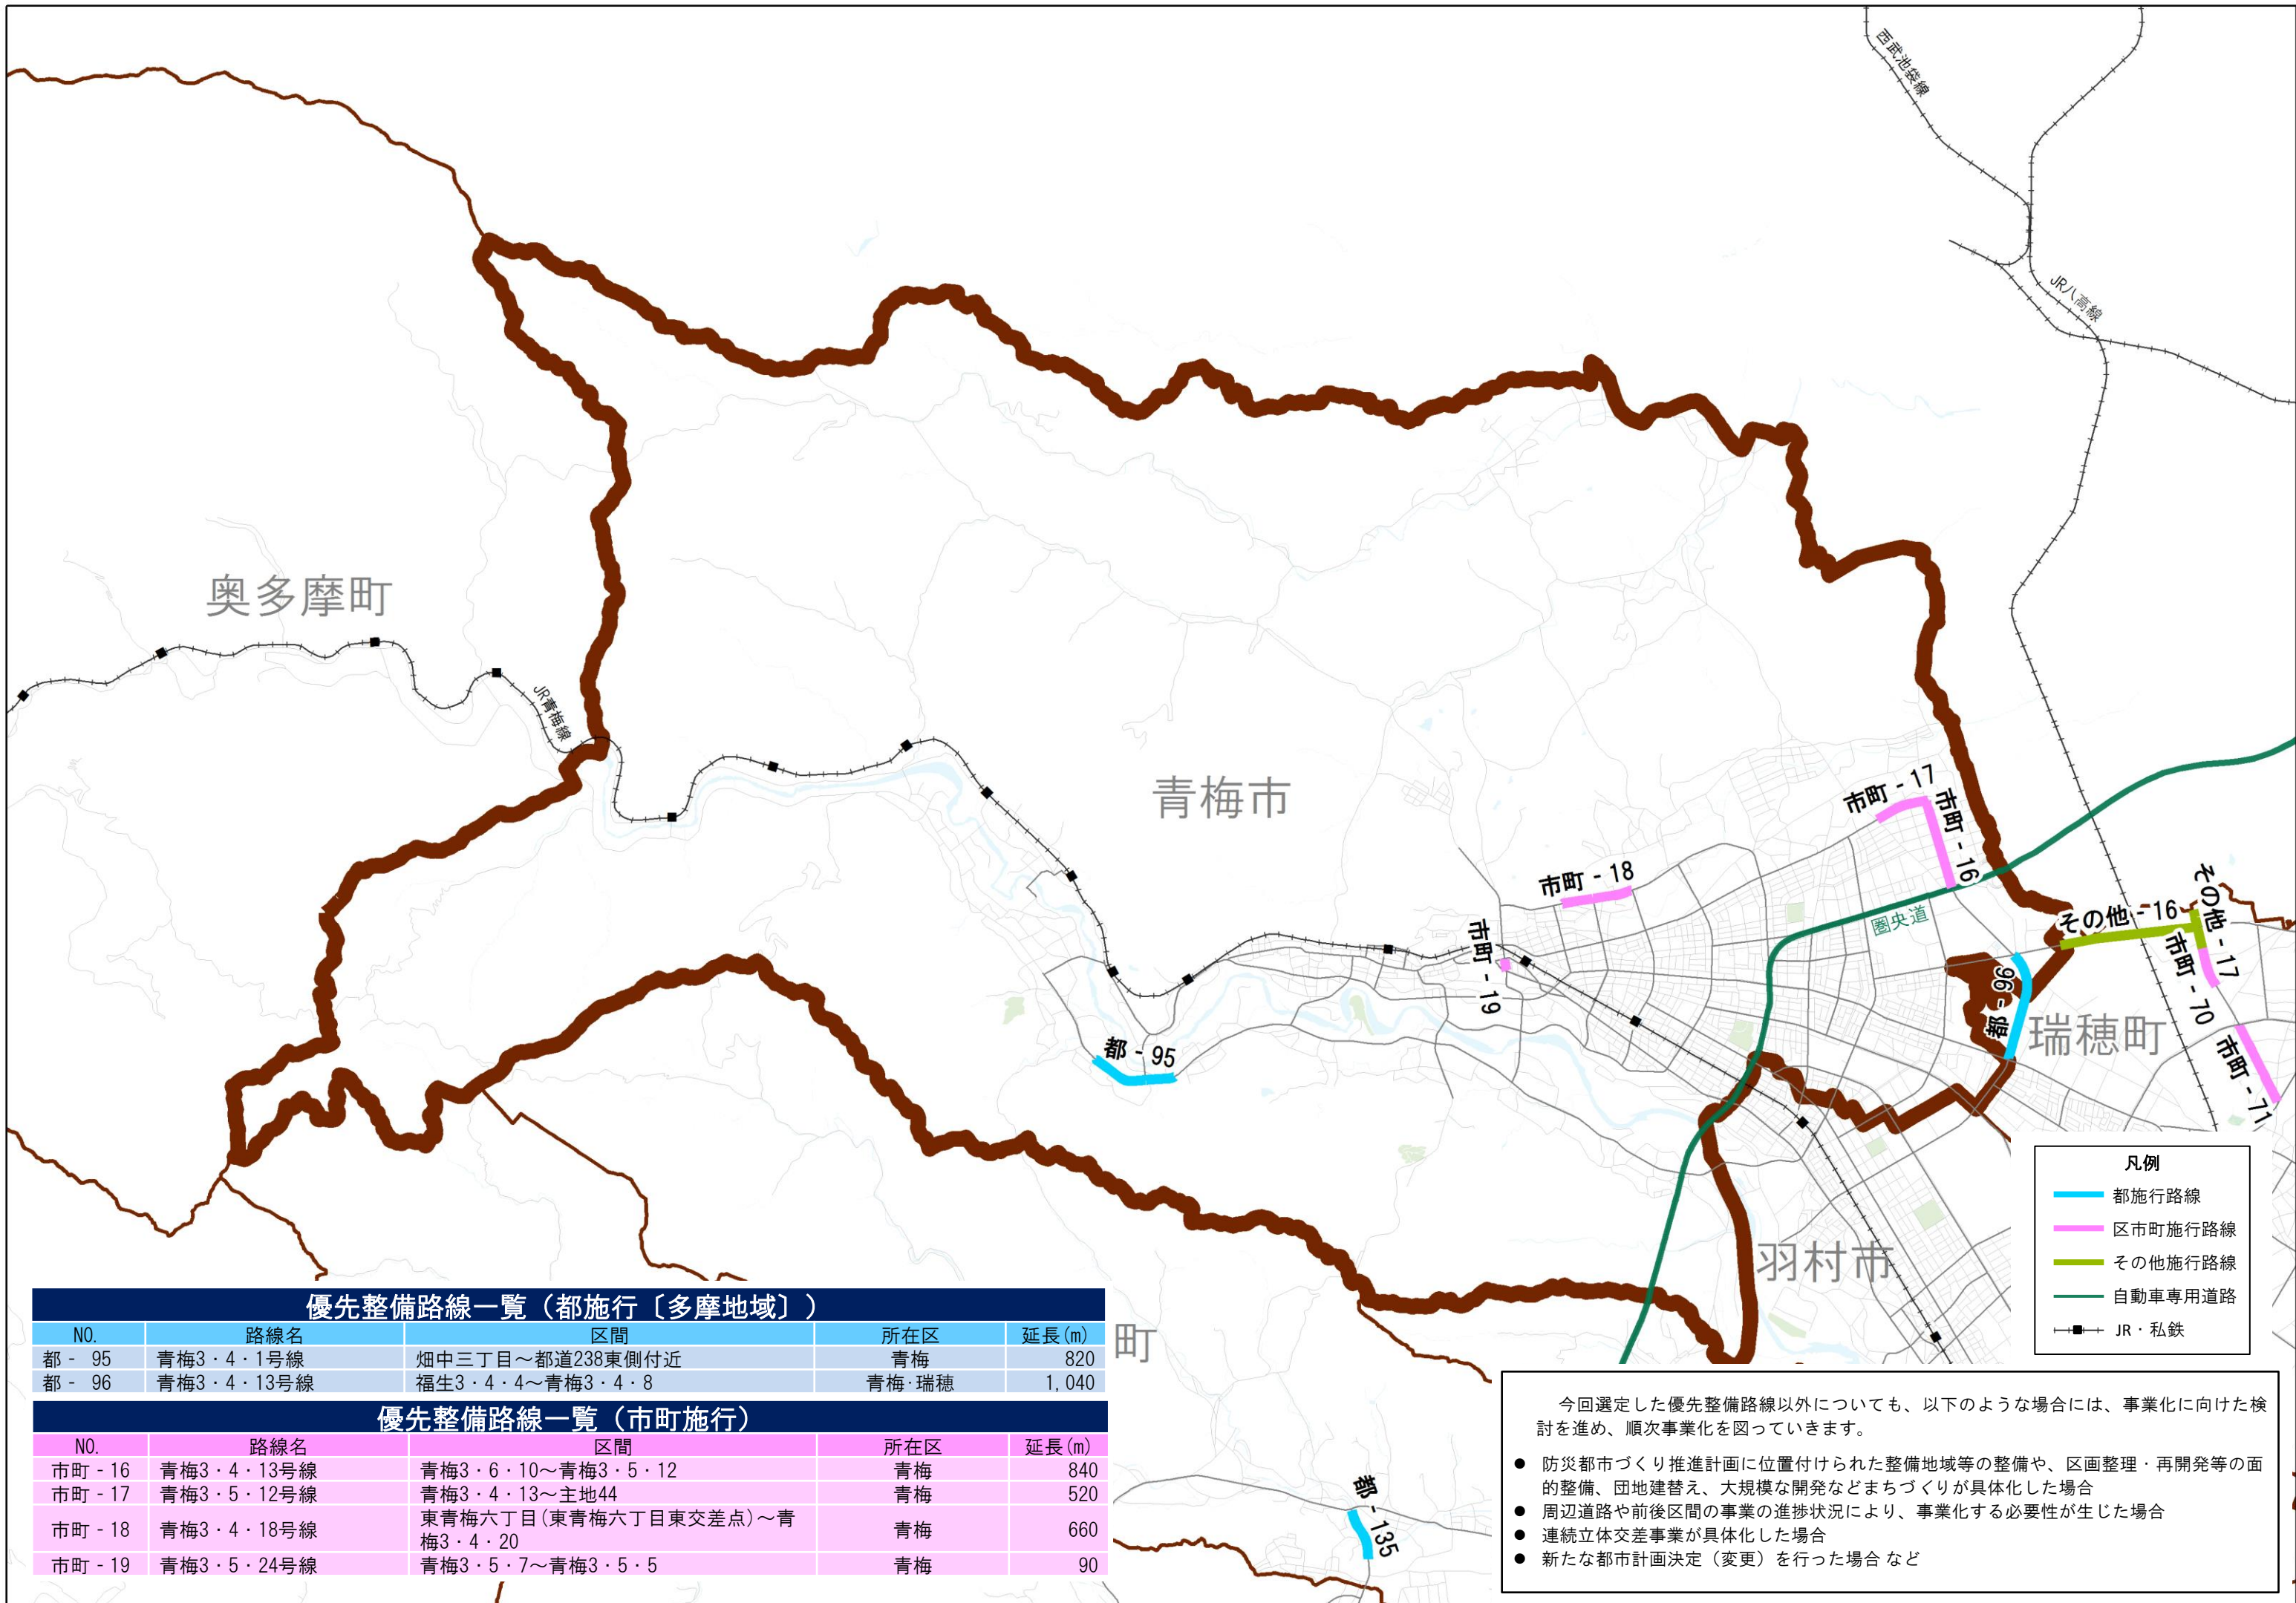 西武池袋線
JR八高線
奥多摩町
JR青梅線
青梅市
市町 - 17
市町 - 16
市町 - 18
圏央道
その他 - 16
その他 - 17
市町 - 19
市町 - 70
都 - 96
瑞穂町
都 - 95
市町 - 71
羽村市
町
都 - 135
凡例
都施行路線
区市町施行路線
その他施行路線
自動車専用道路
JR・私鉄
優先整備路線一覧（都施行〔多摩地域〕）
NO. 路線名 区間 所在区 延長(m)
都 - 95 青梅3・4・1号線 畑中三丁目～都道238東側付近 青梅 820
都 - 96 青梅3・4・13号線 福生3・4・4～青梅3・4・8 青梅･瑞穂 1,040
優先整備路線一覧（市町施行）
NO. 路線名 区間 所在区 延長(m)
市町 - 16 青梅3・4・13号線 青梅3・6・10～青梅3・5・12 青梅 840
市町 - 17 青梅3・5・12号線 青梅3・4・13～主地44 青梅 520
市町 - 18 青梅3・4・18号線 東青梅六丁目(東青梅六丁目東交差点)～青
梅3・4・20 青梅 660
市町 - 19 青梅3・5・24号線 青梅3・5・7～青梅3・5・5 青梅 90
今回選定した優先整備路線以外についても、以下のような場合には、事業化に向けた検
討を進め、順次事業化を図っていきます。
● 防災都市づくり推進計画に位置付けられた整備地域等の整備や、区画整理・再開発等の面
的整備、団地建替え、大規模な開発などまちづくりが具体化した場合
● 周辺道路や前後区間の事業の進捗状況により、事業化する必要性が生じた場合
● 連続立体交差事業が具体化した場合
● 新たな都市計画決定（変更）を行った場合 など